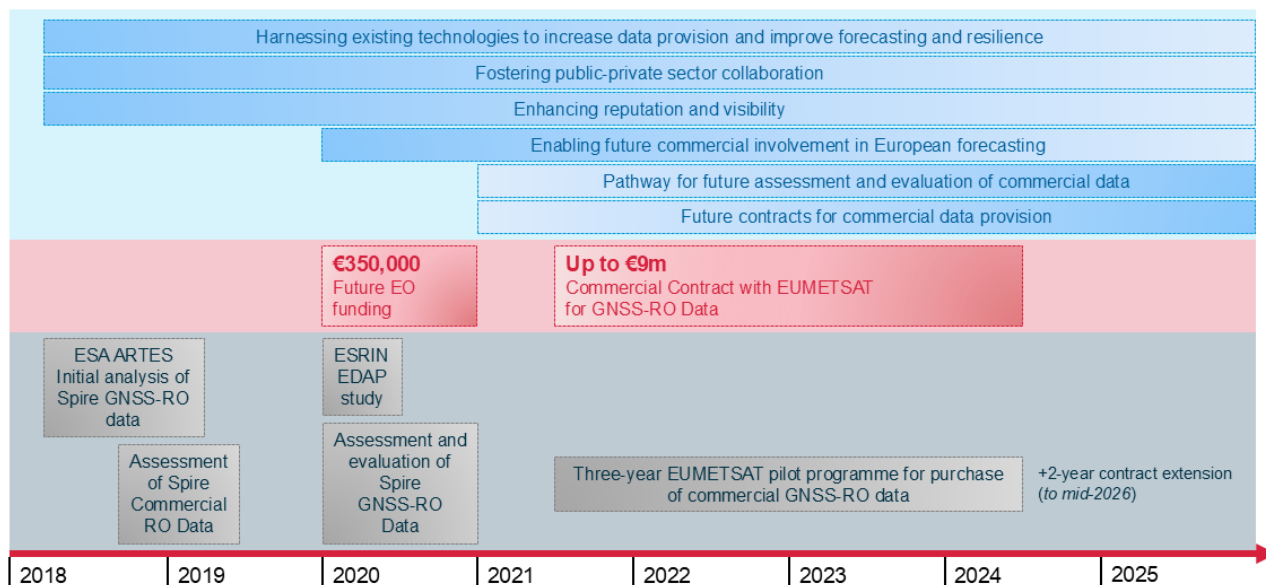 Harnessing existing technologies to increase data provision and improve forecasting and resilience
Fostering public-private sector collaboration
Enhancing reputation and visibility
Enabling future commercial involvement in European forecasting
Pathway for future assessment and evaluation of commercial data
Future contracts for commercial data provision
€350,000
Future EO
funding
Up to €9m
Commercial Contract with EUMETSAT
for GNSS-RO Data
ESA ARTES
Initial analysis of
Spire GNSS-RO
data
Assessment
of Spire
Commercial
RO Data
ESRIN
EDAP
study
Assessment and
evaluation of
Spire
GNSS-RO
Data
Three-year EUMETSAT pilot programme for purchase
of commercial GNSS-RO data
+2-year contract extension
(to mid-2026)
2018
2019
2020
2021
2022
2023
2024
2025